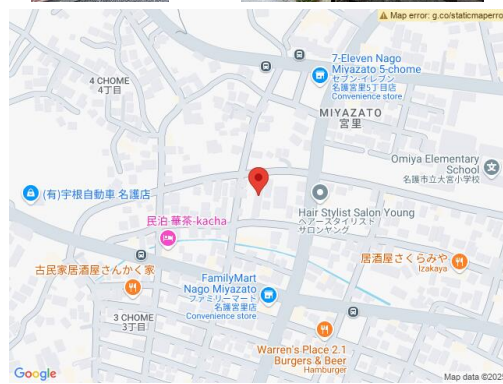 Map error: g.co/staticmaperro
7-Eleven Nago
Miyazato 5-chome
セブン-イレブン
名護宮里5丁目店
Convenience store
4 CHOME
4丁目
MIYAZATO
宮里
Omiya Elementary
School
名護市立大宮小学校
(有)宇根自動車 名護店
Hair Stylist Salon Young
ヘアースタイリスト
サロンヤング
民泊 華茶-kacha
居酒屋さくらみや
Izakaya
古民家居酒屋さんかく家
FamilyMart
Nago Miyazato
ファミリーマート
名護宮里店
Convenience store
3 CHOME
3丁目
Warren's Place 2.1
Burgers & Beer
Hamburger
Google
Map data ©202